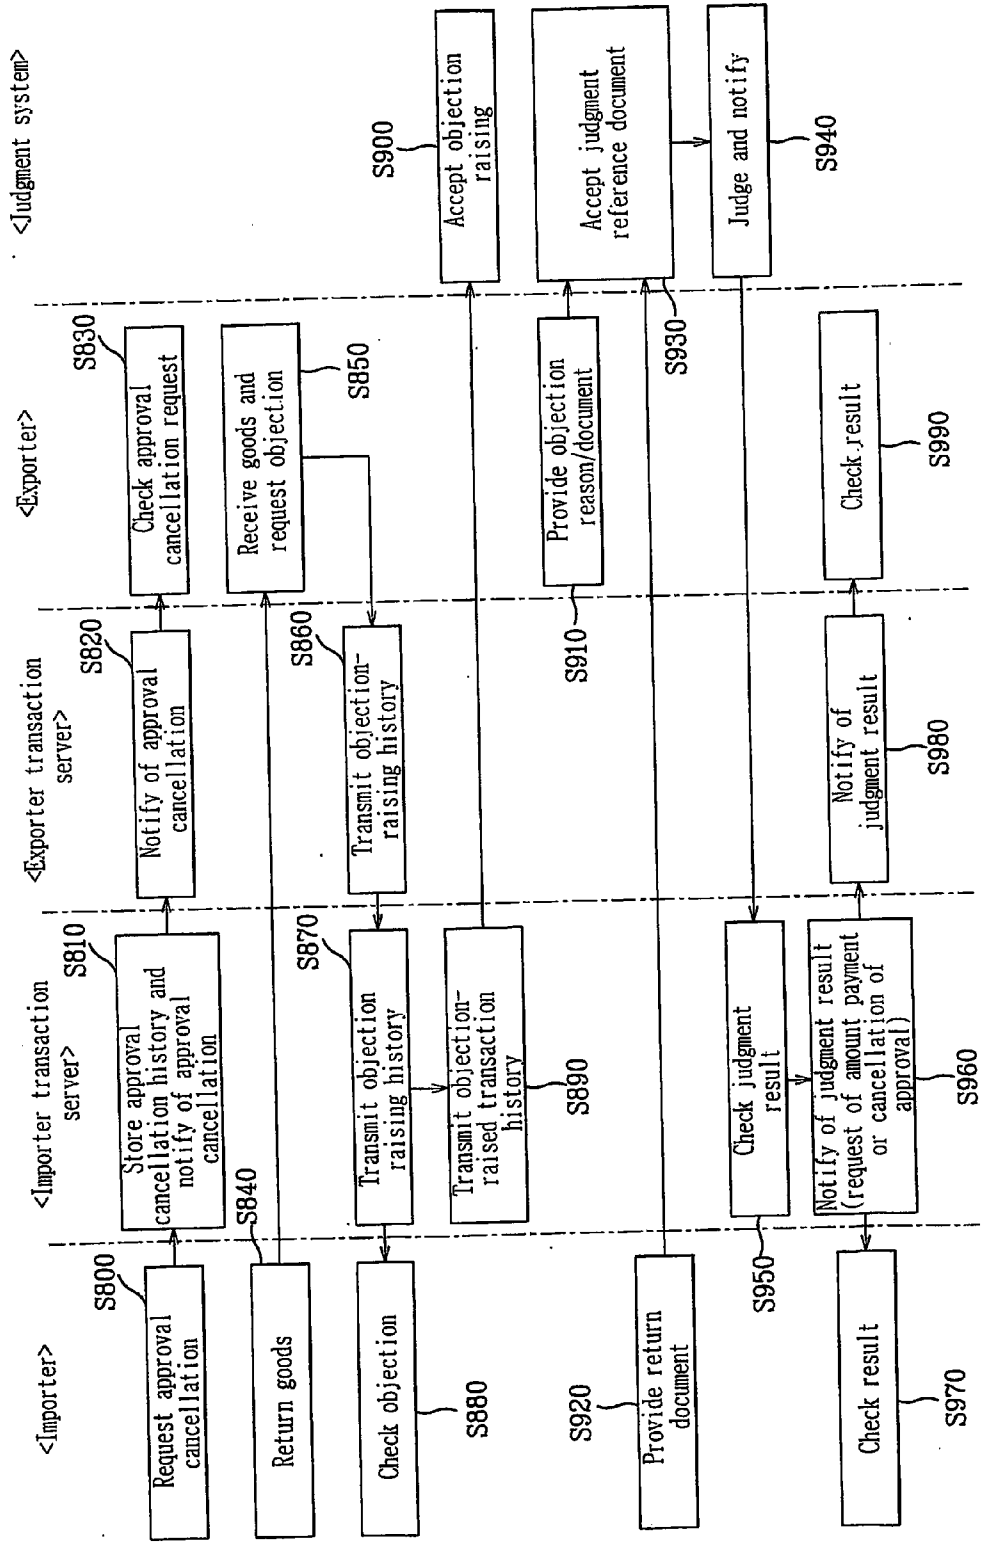 <Importer>
<Importer transaction
server>
<Exporter transaction
server>
<Exporter>
<Judgment system>
S800
Request approval
cancellation
S810
Store approval
cancellation history and
notify of approval
cancellation
S820
Notify of approval
cancellation
S830
Check approval
cancellation request
S840
Return goods
S850
Receive goods and
request objection
S860
Transmit objection-
raising history
S870
Transmit objection
raising history
Check objection
S880
Transmit objection-
raised transaction
history
S890
S900
Accept objection
raising
Provide objection
reason/document
S910
S920
Provide return
document
Accept judgment
reference document
S930
Judge and notify
S940
Check judgment
result
S950
Notify of judgment result
(request of amount payment
or cancellation of
approval)
S960
Check result
S970
Notify of
judgment result
S980
Check result
S990